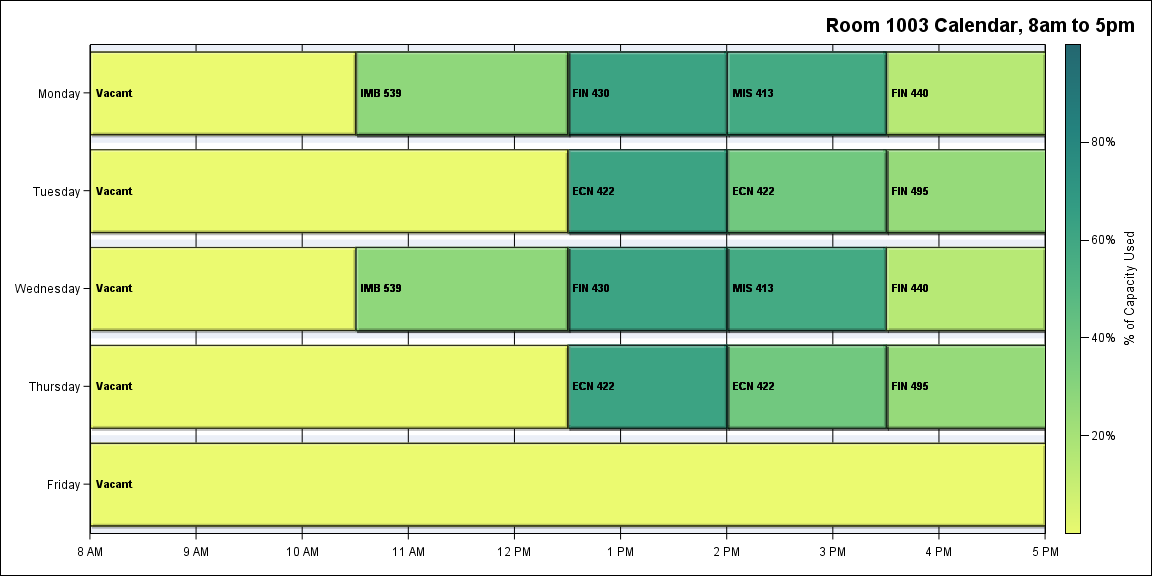 Room 1003 Calendar, 8am to 5pm
Monday Vacant IMB 539 FIN 430 MIS 413 FIN 440
Tuesday Vacant ECN 422 ECN 422 FIN 495
Wednesday Vacant IMB 539 FIN 430 MIS 413 FIN 440
Thursday Vacant ECN 422 ECN 422 FIN 495
Friday Vacant
8 AM 9 AM 10 AM 11 AM 12 PM 1 PM 2 PM 3 PM 4 PM 5 PM
80%
60%
40%
20%
% of Capacity Used